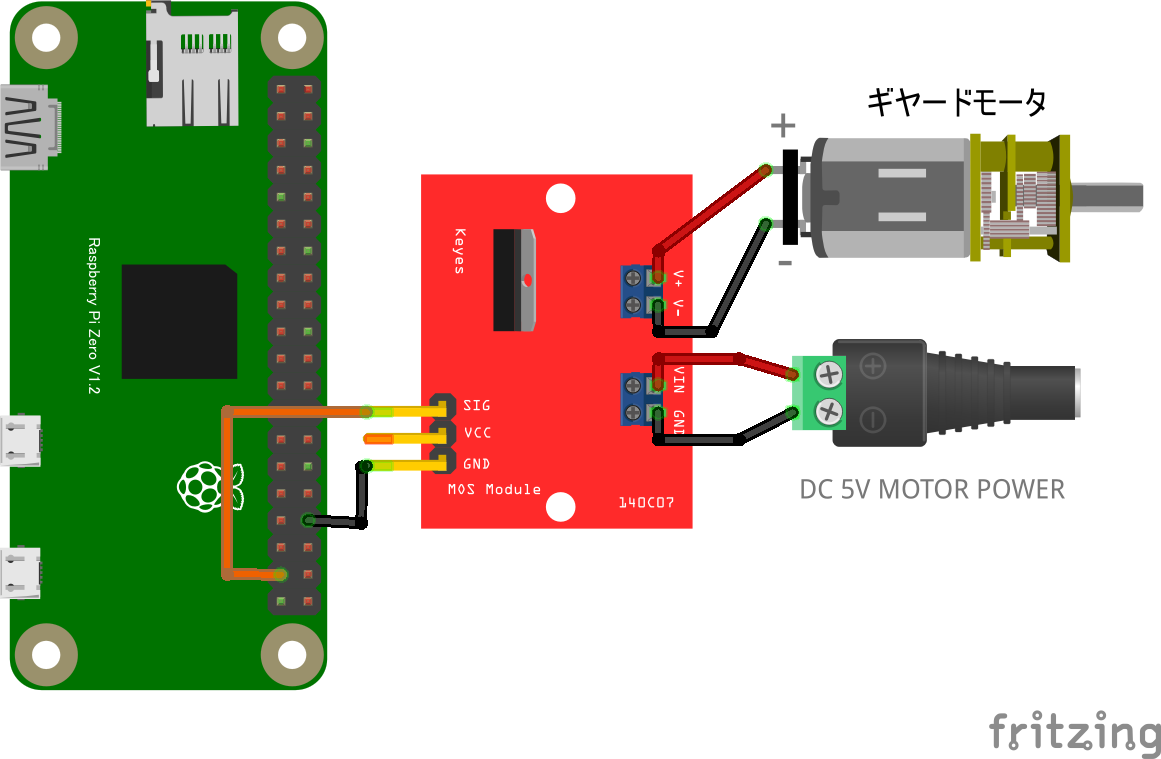 Raspberry Pi Zero V1.2
Keyes
SIG
VCC
GND
MOS Module
140C07
V+
V-
VIN
GND
ギヤードモータ
+
-
DC 5V MOTOR POWER
fritzing